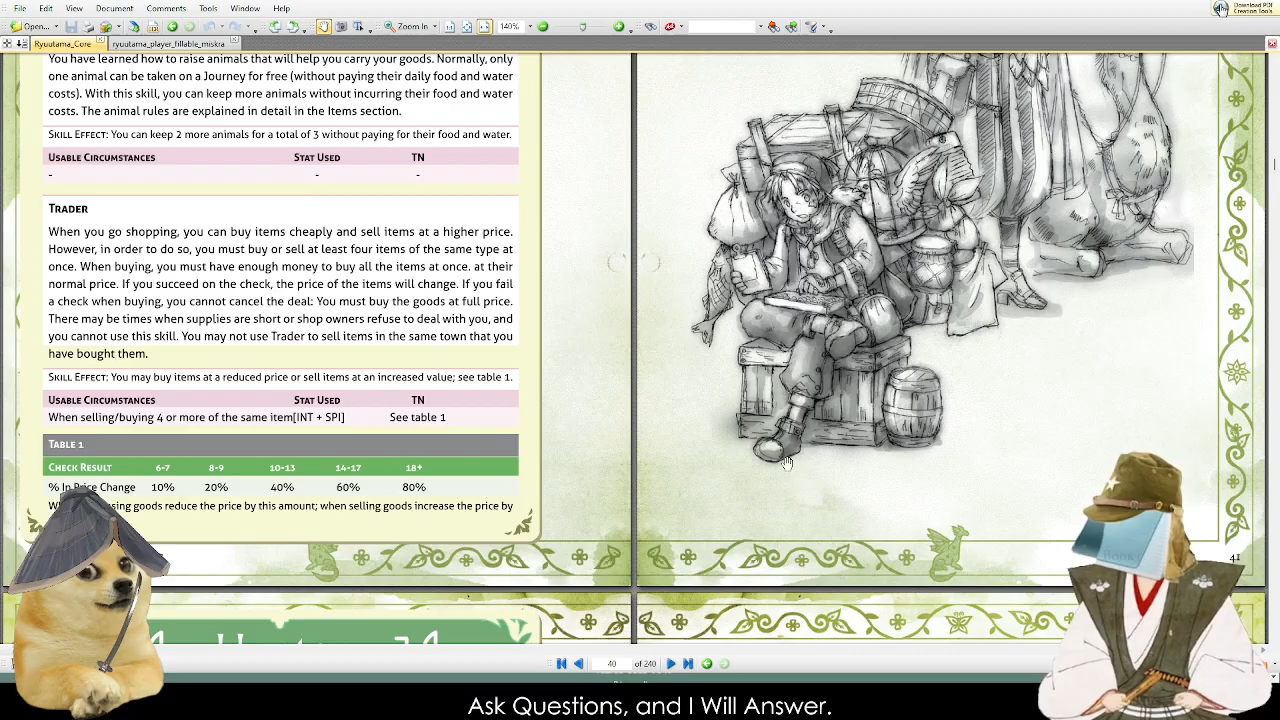 File Edit View Document Comments Tools Window Help
Download PDF
Creation Tools
Open... Zoom In 140%
Ryuutama_Core ryuutama_player_fillable_miskra
You have learned how to raise animals that will help you carry your goods. Normally, only
one animal can be taken on a Journey for free (without paying their daily food and water
costs). With this skill, you can keep more animals without incurring their food and water
costs. The animal rules are explained in detail in the Items section.
Skill Effect: You can keep 2 more animals for a total of 3 without paying for their food and water.
Usable Circumstances Stat Used TN
- - -
Trader
When you go shopping, you can buy items cheaply and sell items at a higher price.
However, in order to do so, you must buy or sell at least four items of the same type at
once. When buying, you must have enough money to buy all the items at once. at their
normal price. If you succeed on the check, the price of the items will change. If you fail
a check when buying, you cannot cancel the deal: You must buy the goods at full price.
There may be times when supplies are short or shop owners refuse to deal with you, and
you cannot use this skill. You may not use Trader to sell items in the same town that you
have bought them.
Skill Effect: You may buy items at a reduced price or sell items at an increased value; see table 1.
Usable Circumstances Stat Used TN
When selling/buying 4 or more of the same item[INT + SPI] See table 1
Table 1
Check Result 6-7 8-9 10-13 14-17 18+
% In Price Change 10% 20% 40% 60% 80%
goods reduce the price by this amount; when selling goods increase the price by
41
40 of 240
Ask Questions, and I Will Answer.